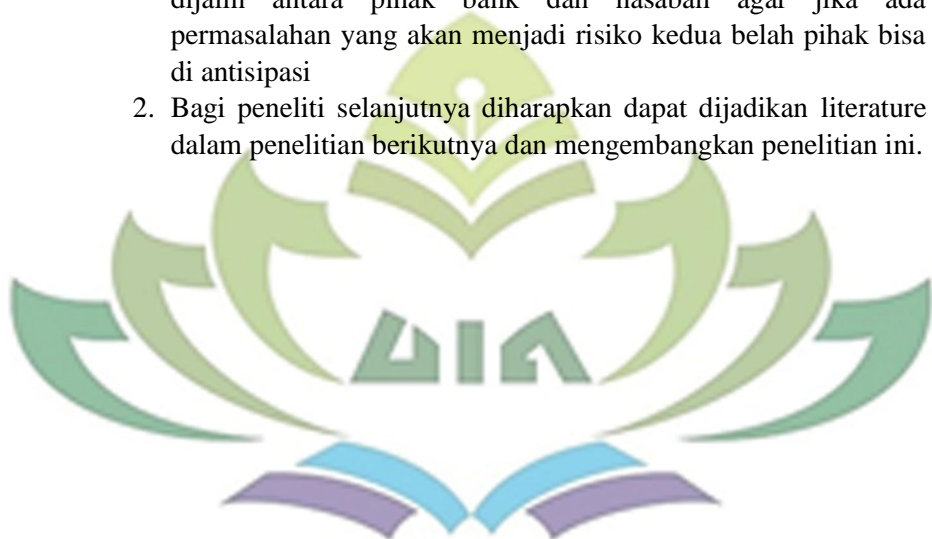 dijalin antara pihak bank dan nasabah agar jika ada
permasalahan yang akan menjadi risiko kedua belah pihak bisa
di antisipasi
2. Bagi peneliti selanjutnya diharapkan dapat dijadikan literature
dalam penelitian berikutnya dan mengembangkan penelitian ini.
UIN